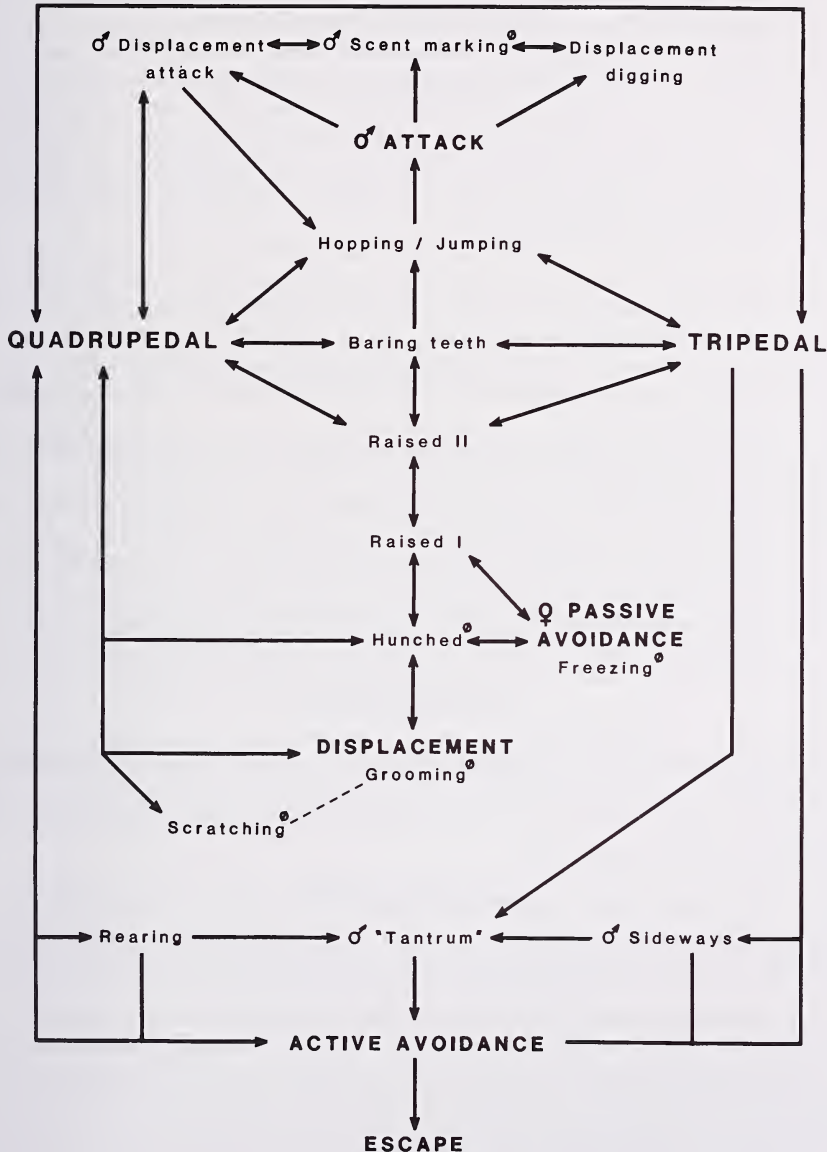 ♂ Displacement ♂ Scent marking ø Displacement
attack digging
♂ ATTACK
Hopping / Jumping
QUADRUPEDAL Baring teeth TRIPEDAL
Raised II
Raised I
♀ PASSIVE
Hunched ø AVOIDANCE
Freezing ø
DISPLACEMENT
Grooming ø
Scratching ø
Rearing ♂ "Tantrum" ♂ Sideways
ACTIVE AVOIDANCE
ESCAPE